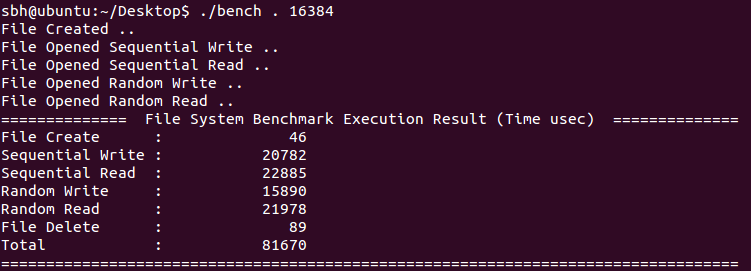 sbh@ubuntu:~/Desktop$ ./bench . 16384
File Created ..
File Opened Sequential Write ..
File Opened Sequential Read ..
File Opened Random Write ..
File Opened Random Read ..
============== File System Benchmark Execution Result (Time usec) ==============
File Create : 46
Sequential Write : 20782
Sequential Read : 22885
Random Write : 15890
Random Read : 21978
File Delete : 89
Total : 81670
==================================================================================